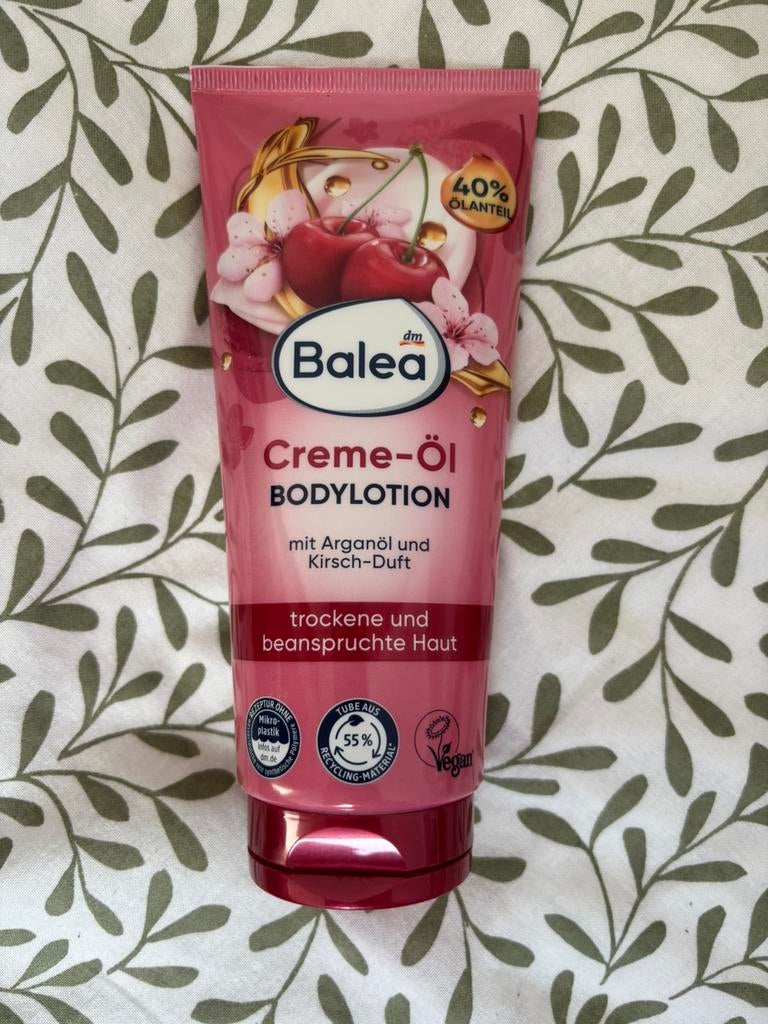 40%
ÖLANTEIL
dm
Balea
Creme-Öl
BODYLOTION
mit Arganöl und
Kirsch-Duft
trockene und
beanspruchte Haut
REZEPTUR OHNE
Mikro-
plastik
Infos auf
dm.de
TUBE AUS
55 %
RECYCLING-MATERIAL*
Vegan